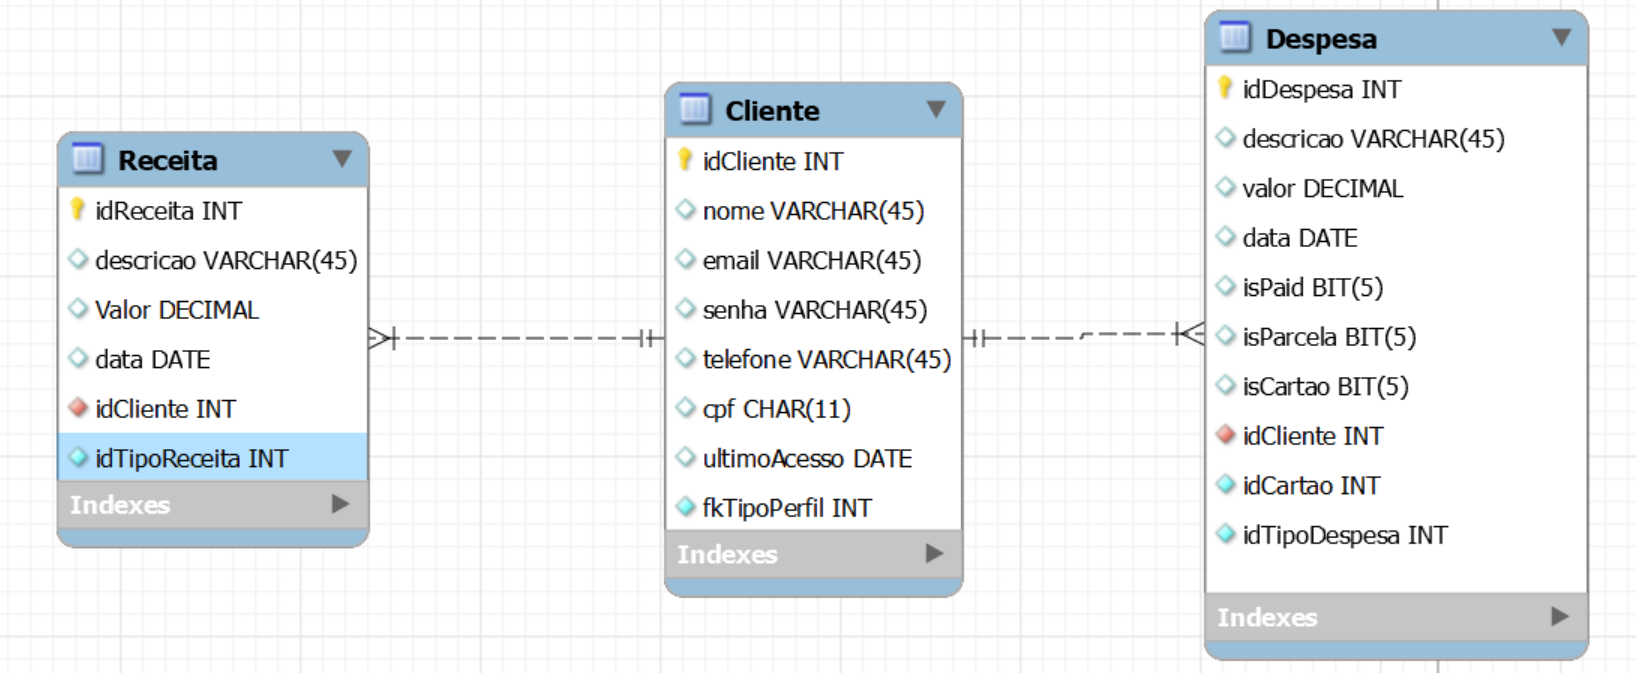 Receita
idReceita INT
descricao VARCHAR(45)
Valor DECIMAL
data DATE
idCliente INT
idTipoReceita INT
Indexes
Cliente
idCliente INT
nome VARCHAR(45)
email VARCHAR(45)
senha VARCHAR(45)
telefone VARCHAR(45)
cpf CHAR(11)
ultimoAcesso DATE
fkTipoPerfil INT
Indexes
Despesa
idDespesa INT
descricao VARCHAR(45)
valor DECIMAL
data DATE
isPaid BIT(5)
isParcela BIT(5)
isCartao BIT(5)
idCliente INT
idCartao INT
idTipoDespesa INT
Indexes